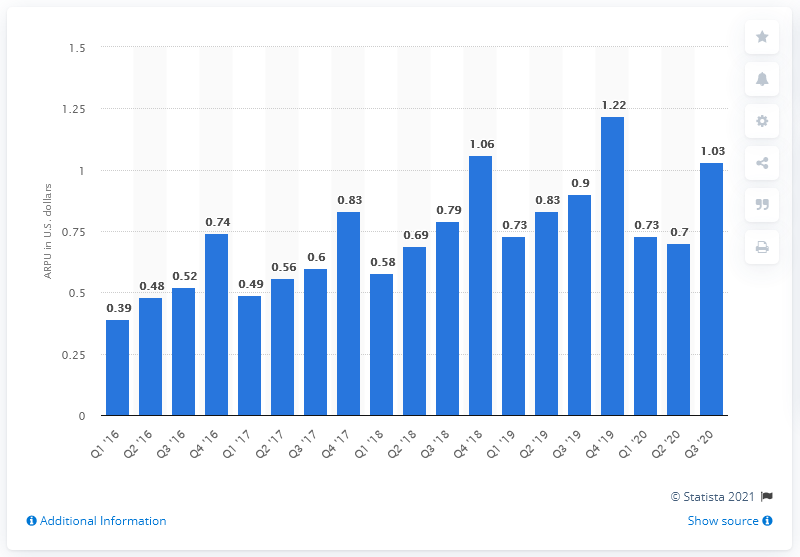 ARPU in U.S. dollars
1.5
1.25
1
0.75
0.5
0.25
0
0.39
0.48
0.52
0.74
0.49
0.56
0.6
0.83
0.58
0.69
0.79
1.06
0.73
0.83
0.9
1.22
0.73
0.7
1.03
Q1 '16
Q2 '16
Q3 '16
Q4 '16
Q1 '17
Q2 '17
Q3 '17
Q4 '17
Q1 '18
Q2 '18
Q3 '18
Q4 '18
Q1 '19
Q2 '19
Q3 '19
Q4 '19
Q1 '20
Q2 '20
Q3 '20
© Statista 2021
Additional Information
Show source